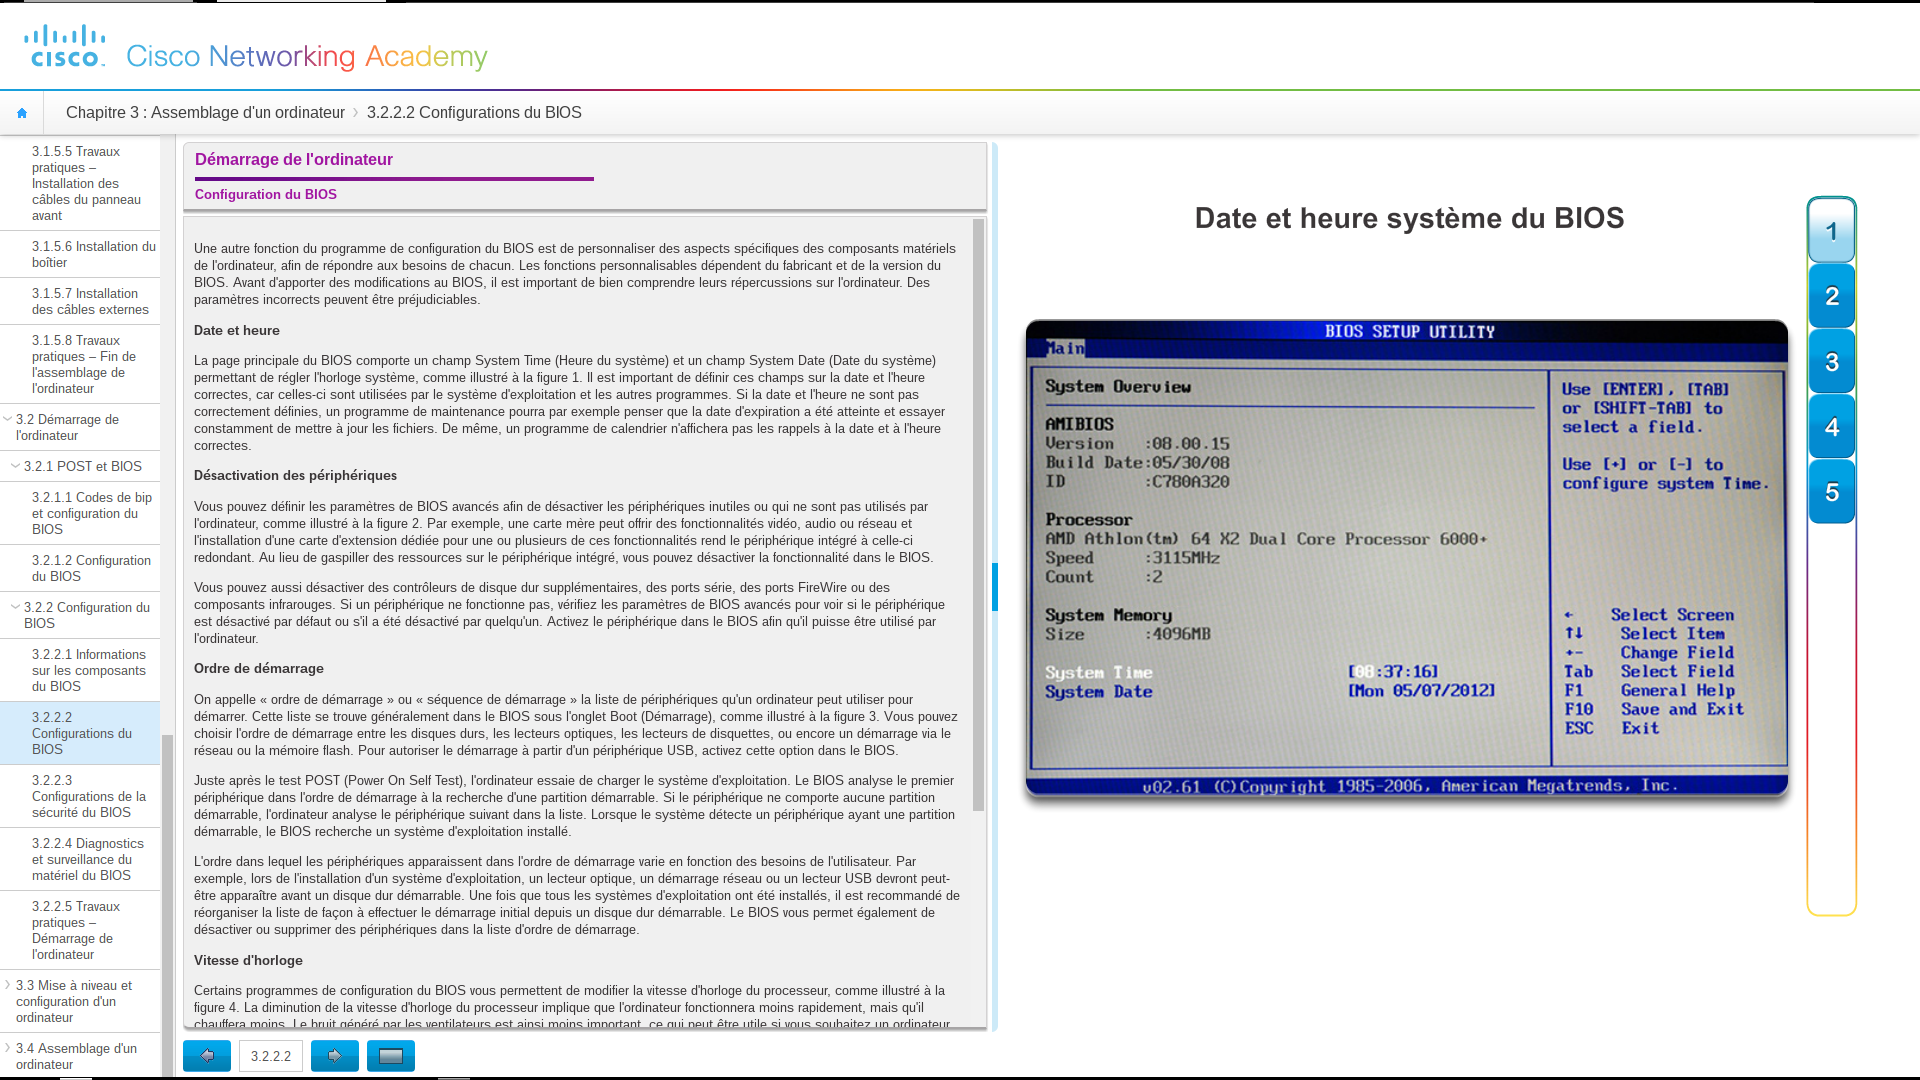 cisco
Cisco Networking Academy
Chapitre 3 : Assemblage d'un ordinateur
3.2.2.2 Configurations du BIOS
3.1.5.5 Travaux
pratiques –
Installation des
câbles du panneau
avant
3.1.5.6 Installation du
boîtier
3.1.5.7 Installation
des câbles externes
3.1.5.8 Travaux
pratiques – Fin de
l'assemblage de
l'ordinateur
3.2 Démarrage de
l'ordinateur
3.2.1 POST et BIOS
3.2.1.1 Codes de bip
et configuration du
BIOS
3.2.1.2 Configuration
du BIOS
3.2.2 Configuration du
BIOS
3.2.2.1 Informations
sur les composants
du BIOS
3.2.2.2
Configurations du
BIOS
3.2.2.3
Configurations de la
sécurité du BIOS
3.2.2.4 Diagnostics
et surveillance du
matériel du BIOS
3.2.2.5 Travaux
pratiques –
Démarrage de
l'ordinateur
3.3 Mise à niveau et
configuration d'un
ordinateur
3.4 Assemblage d'un
ordinateur
Démarrage de l'ordinateur
Configuration du BIOS
Une autre fonction du programme de configuration du BIOS est de personnaliser des aspects spécifiques des composants matériels
de l'ordinateur, afin de répondre aux besoins de chacun. Les fonctions personnalisables dépendent du fabricant et de la version du
BIOS. Avant d'apporter des modifications au BIOS, il est important de bien comprendre leurs répercussions sur l'ordinateur. Des
paramètres incorrects peuvent être préjudiciables.
Date et heure
La page principale du BIOS comporte un champ System Time (Heure du système) et un champ System Date (Date du système)
permettant de régler l'horloge système, comme illustré à la figure 1. Il est important de définir ces champs sur la date et l'heure
correctes, car celles-ci sont utilisées par le système d'exploitation et les autres programmes. Si la date et l'heure ne sont pas
correctement définies, un programme de maintenance pourra par exemple penser que la date d'expiration a été atteinte et essayer
constamment de mettre à jour les fichiers. De même, un programme de calendrier n'affichera pas les rappels à la date et à l'heure
correctes.
Désactivation des périphériques
Vous pouvez définir les paramètres de BIOS avancés afin de désactiver les périphériques inutiles ou qui ne sont pas utilisés par
l'ordinateur, comme illustré à la figure 2. Par exemple, une carte mère peut offrir des fonctionnalités vidéo, audio ou réseau et
l'installation d'une carte d'extension dédiée pour une ou plusieurs de ces fonctionnalités rend le périphérique intégré à celle-ci
redondant. Au lieu de gaspiller des ressources sur le périphérique intégré, vous pouvez désactiver la fonctionnalité dans le BIOS.
Vous pouvez aussi désactiver des contrôleurs de disque dur supplémentaires, des ports série, des ports FireWire ou des
composants infrarouges. Si un périphérique ne fonctionne pas, vérifiez les paramètres de BIOS avancés pour voir si le périphérique
est désactivé par défaut ou s'il a été désactivé par quelqu'un. Activez le périphérique dans le BIOS afin qu'il puisse être utilisé par
l'ordinateur.
Ordre de démarrage
On appelle « ordre de démarrage » ou « séquence de démarrage » la liste de périphériques qu'un ordinateur peut utiliser pour
démarrer. Cette liste se trouve généralement dans le BIOS sous l'onglet Boot (Démarrage), comme illustré à la figure 3. Vous pouvez
choisir l'ordre de démarrage entre les disques durs, les lecteurs optiques, les lecteurs de disquettes, ou encore un démarrage via le
réseau ou la mémoire flash. Pour autoriser le démarrage à partir d'un périphérique USB, activez cette option dans le BIOS.
Juste après le test POST (Power On Self Test), l'ordinateur essaie de charger le système d'exploitation. Le BIOS analyse le premier
périphérique dans l'ordre de démarrage à la recherche d'une partition démarrable. Si le périphérique ne comporte aucune partition
démarrable, l'ordinateur analyse le périphérique suivant dans la liste. Lorsque le système détecte un périphérique ayant une partition
démarrable, le BIOS recherche un système d'exploitation installé.
L'ordre dans lequel les périphériques apparaissent dans l'ordre de démarrage varie en fonction des besoins de l'utilisateur. Par
exemple, lors de l'installation d'un système d'exploitation, un lecteur optique, un démarrage réseau ou un lecteur USB devront peut-
être apparaître avant un disque dur démarrable. Une fois que tous les systèmes d'exploitation ont été installés, il est recommandé de
réorganiser la liste de façon à effectuer le démarrage initial depuis un disque dur démarrable. Le BIOS vous permet également de
désactiver ou supprimer des périphériques dans la liste d'ordre de démarrage.
Vitesse d'horloge
Certains programmes de configuration du BIOS vous permettent de modifier la vitesse d'horloge du processeur, comme illustré à la
figure 4. La diminution de la vitesse d'horloge du processeur implique que l'ordinateur fonctionnera moins rapidement, mais qu'il
chauffera moins. Le bruit généré par les ventilateurs est ainsi moins important, ce qui peut être utile si vous souhaitez un ordinateur
3.2.2.2
Date et heure système du BIOS
BIOS SETUP UTILITY
Main
System Overview
AMIBIOS
Version :08.00.15
Build Date:05/30/08
ID :C780A320
Processor
AMD Athlon(tm) 64 X2 Dual Core Processor 6000+
Speed :3115MHz
Count :2
System Memory
Size :4096MB
System Time [08:37:16]
System Date [Mon 05/07/2012]
Use [ENTER], [TAB]
or [SHIFT-TAB] to
select a field.
Use [+] or [-] to
configure system Time.
← Select Screen
↑↓ Select Item
+- Change Field
Tab Select Field
F1 General Help
F10 Save and Exit
ESC Exit
v02.61 (C)Copyright 1985-2006, American Megatrends, Inc.
1
2
3
4
5